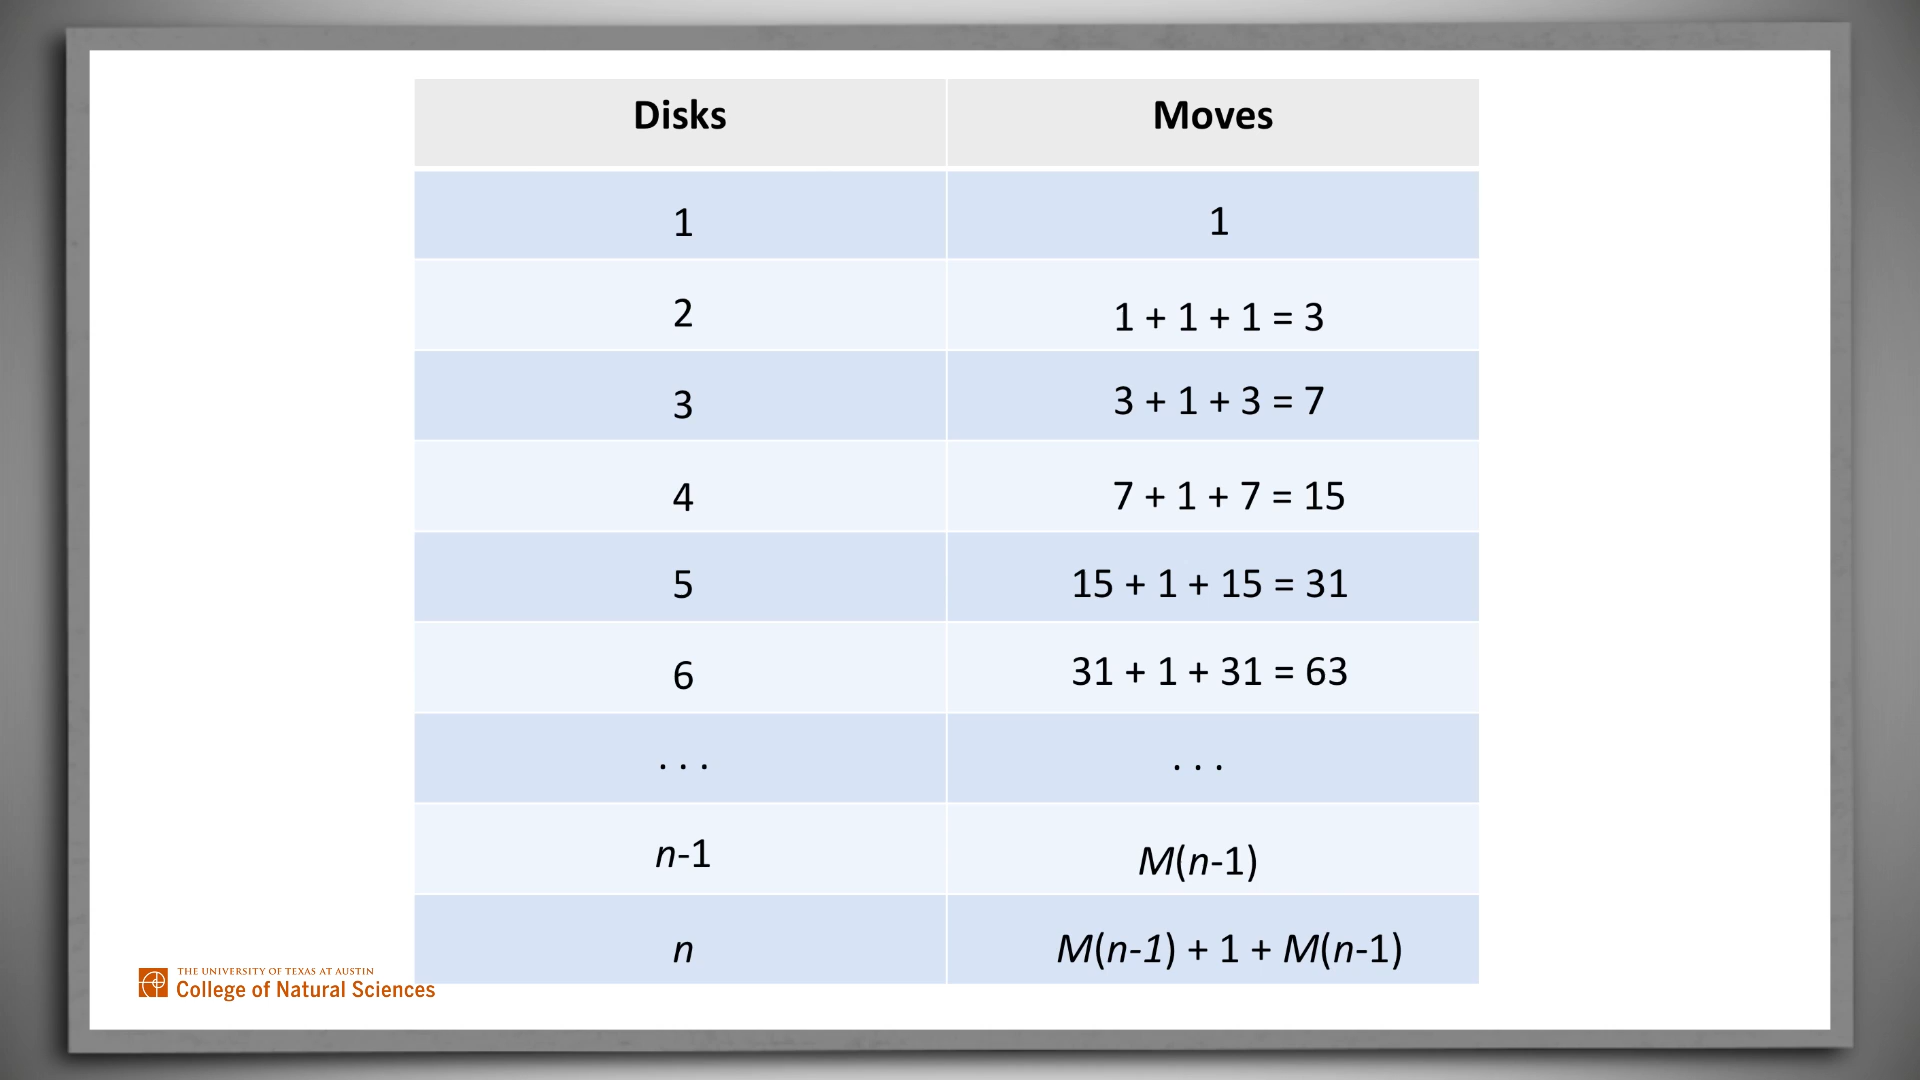 Disks Moves
1 1
2 1 + 1 + 1 = 3
3 3 + 1 + 3 = 7
4 7 + 1 + 7 = 15
5 15 + 1 + 15 = 31
6 31 + 1 + 31 = 63
. . . . . .
n-1 M(n-1)
n M(n-1) + 1 + M(n-1)
THE UNIVERSITY OF TEXAS AT AUSTIN
College of Natural Sciences